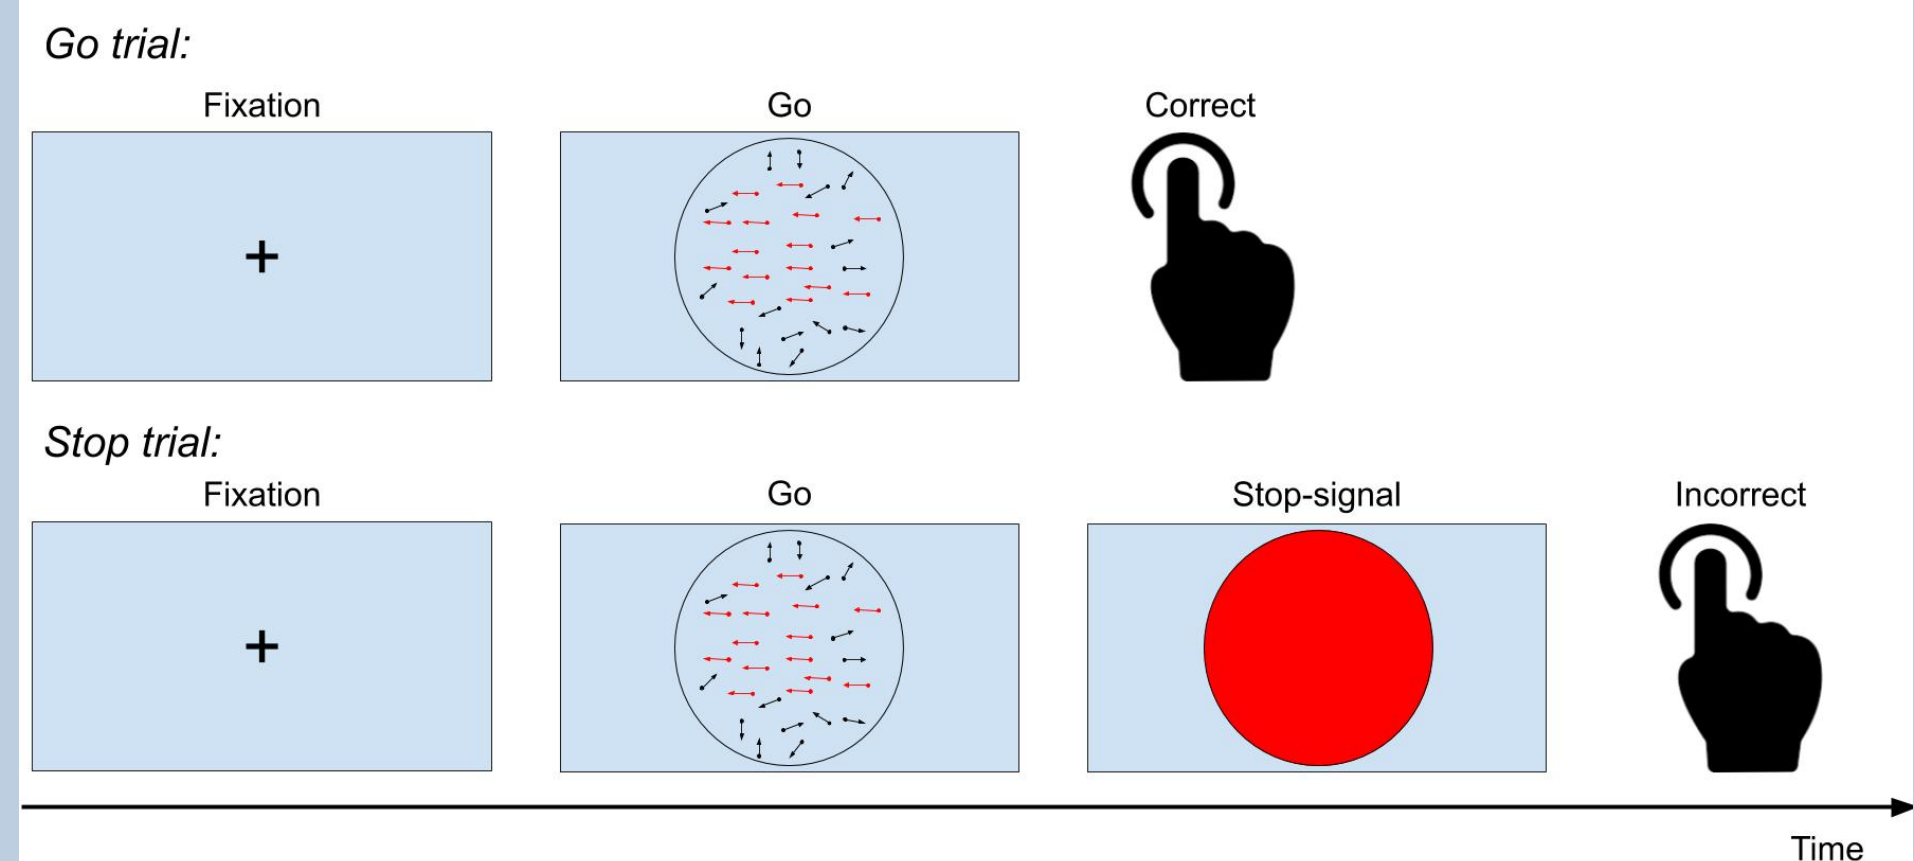 Go trial:
Fixation
Go
Correct
Stop trial:
Fixation
Go
Stop-signal
Incorrect
Time